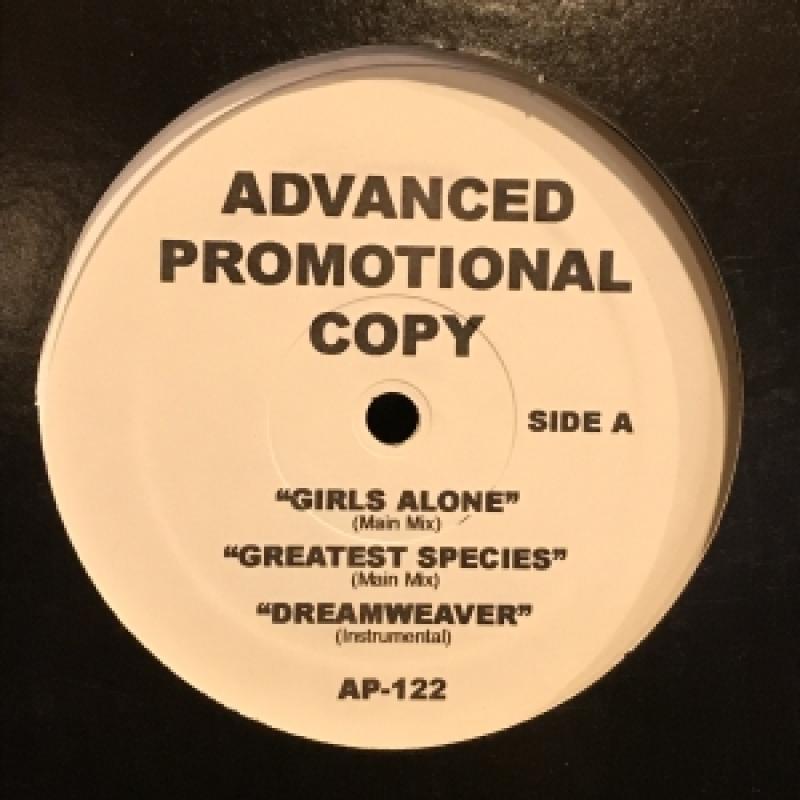 ADVANCED
PROMOTIONAL
COPY
SIDE A
“GIRLS ALONE”
(Main Mix)
“GREATEST SPECIES”
(Main Mix)
“DREAMWEAVER”
(Instrumental)
AP-122